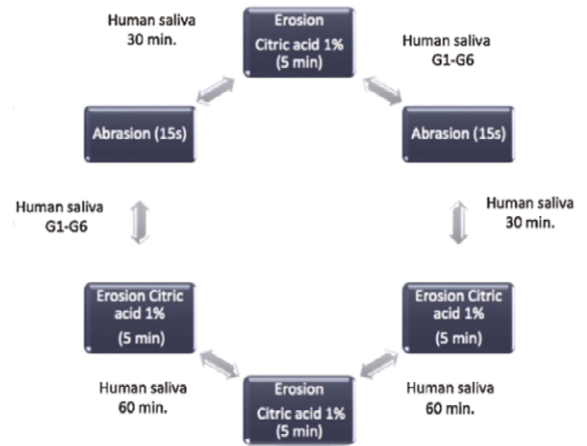 Human saliva
30 min.
Erosion
Citric acid 1%
(5 min)
Human saliva
G1-G6
Abrasion (15s)
Abrasion (15s)
Human saliva
G1-G6
Human saliva
30 min.
Erosion Citric
acid 1%
(5 min)
Erosion Citric
acid 1%
(5 min)
Human saliva
60 min.
Erosion
Citric acid 1%
(5 min)
Human saliva
60 min.